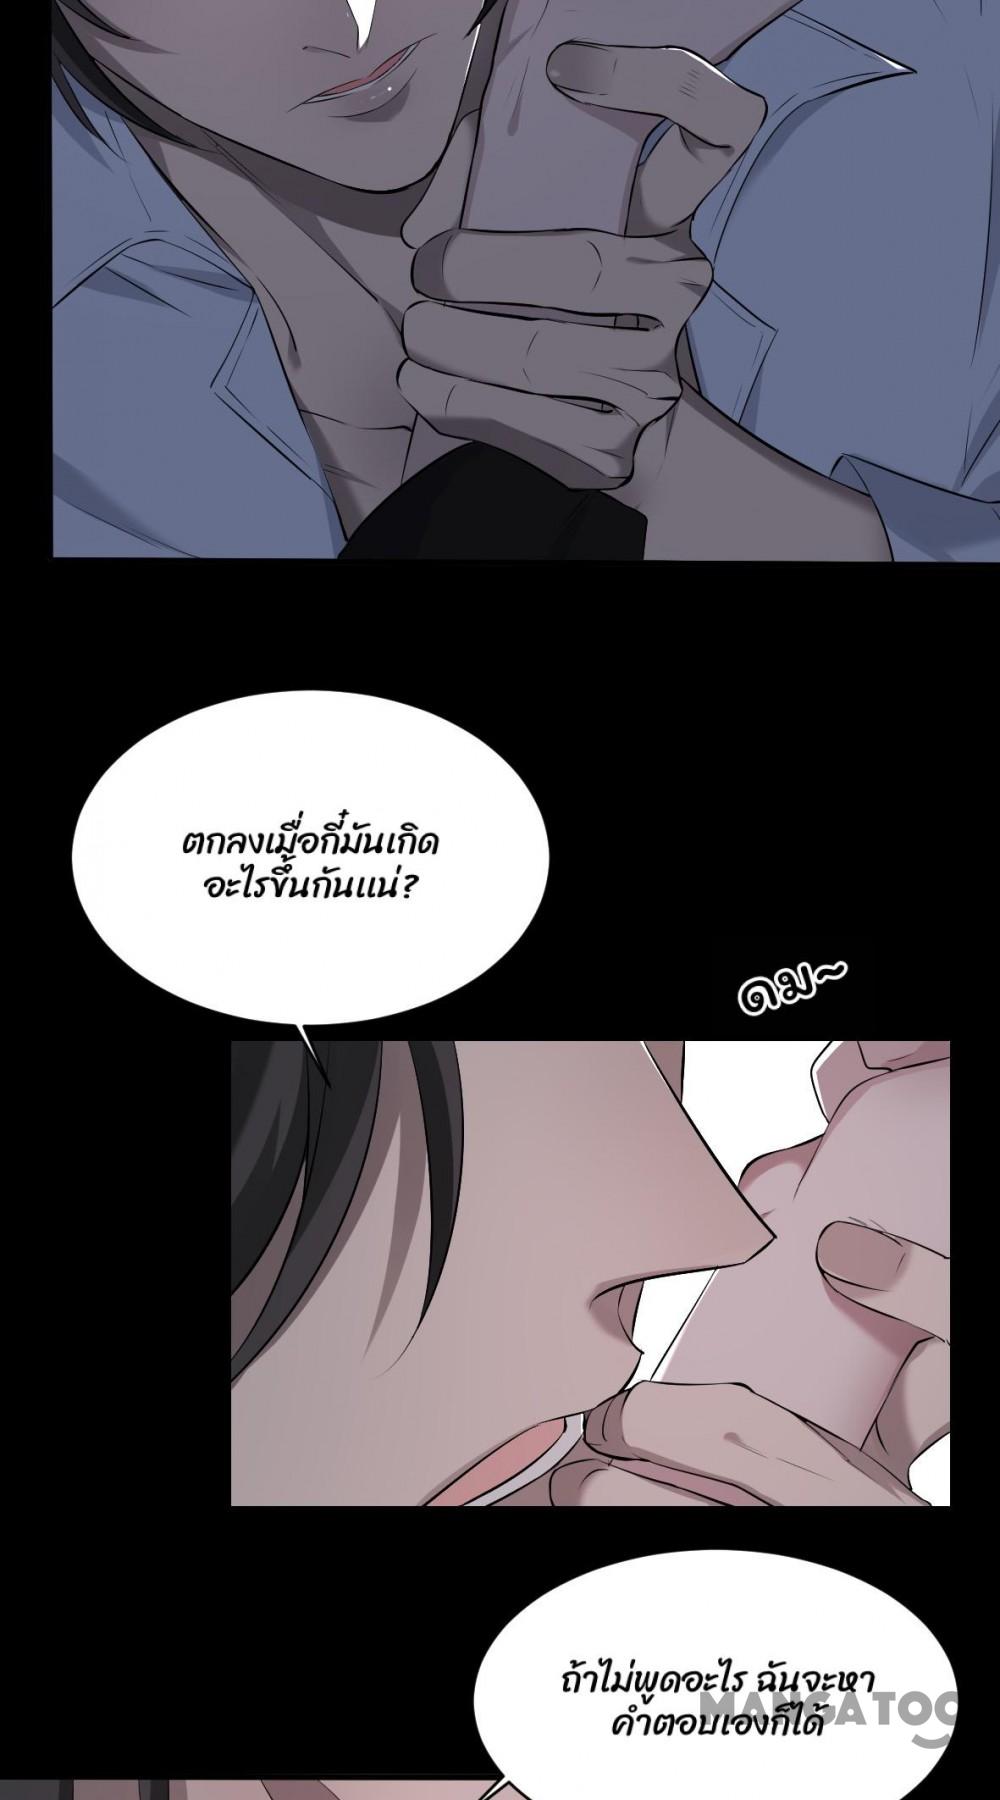 ตกลงเมื่อกี๋มันเกิด
อะไรขึ้นกันแน่?
ดม~
ถ้าไม่พูดอะไร ฉันจะหา
คำตอบเองก็ได้
MANGATOO